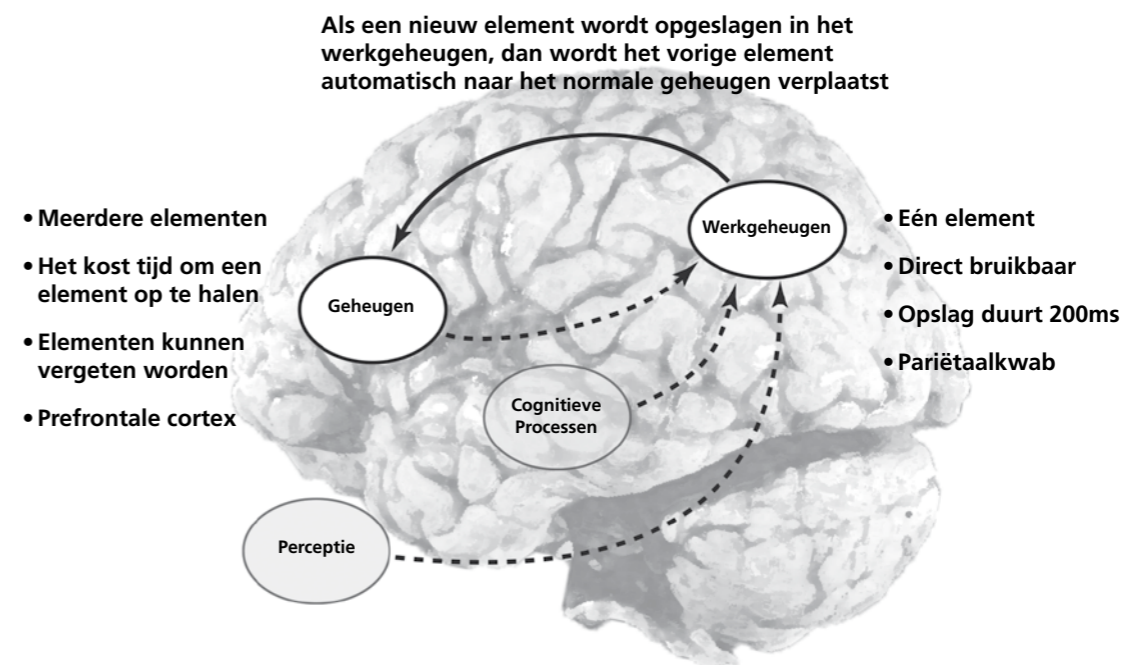 Als een nieuw element wordt opgeslagen in het
werkgeheugen, dan wordt het vorige element
automatisch naar het normale geheugen verplaatst
• Meerdere elementen
• Het kost tijd om een
element op te halen
• Elementen kunnen
vergeten worden
• Prefrontale cortex
Geheugen
Werkgeheugen
Cognitieve
Processen
Perceptie
• Eén element
• Direct bruikbaar
• Opslag duurt 200ms
• Pariëtaalkwab